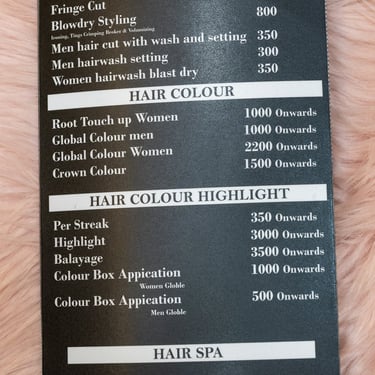 Fringe Cut
Blowdry Styling 800
Ironing, Tings Crimping Broker & Volumizing
Men hair cut with wash and setting 350
Men hairwash setting 300
Women hairwash blast dry 350
HAIR COLOUR
Root Touch up Women 1000 Onwards
Global Colour men 1000 Onwards
Global Colour Women 2200 Onwards
Crown Colour 1500 Onwards
HAIR COLOUR HIGHLIGHT
Per Streak 350 Onwards
Highlight 3000 Onwards
Balayage 3500 Onwards
Colour Box Appication 1000 Onwards
Women Globle
Colour Box Appication 500 Onwards
Men Globle
HAIR SPA